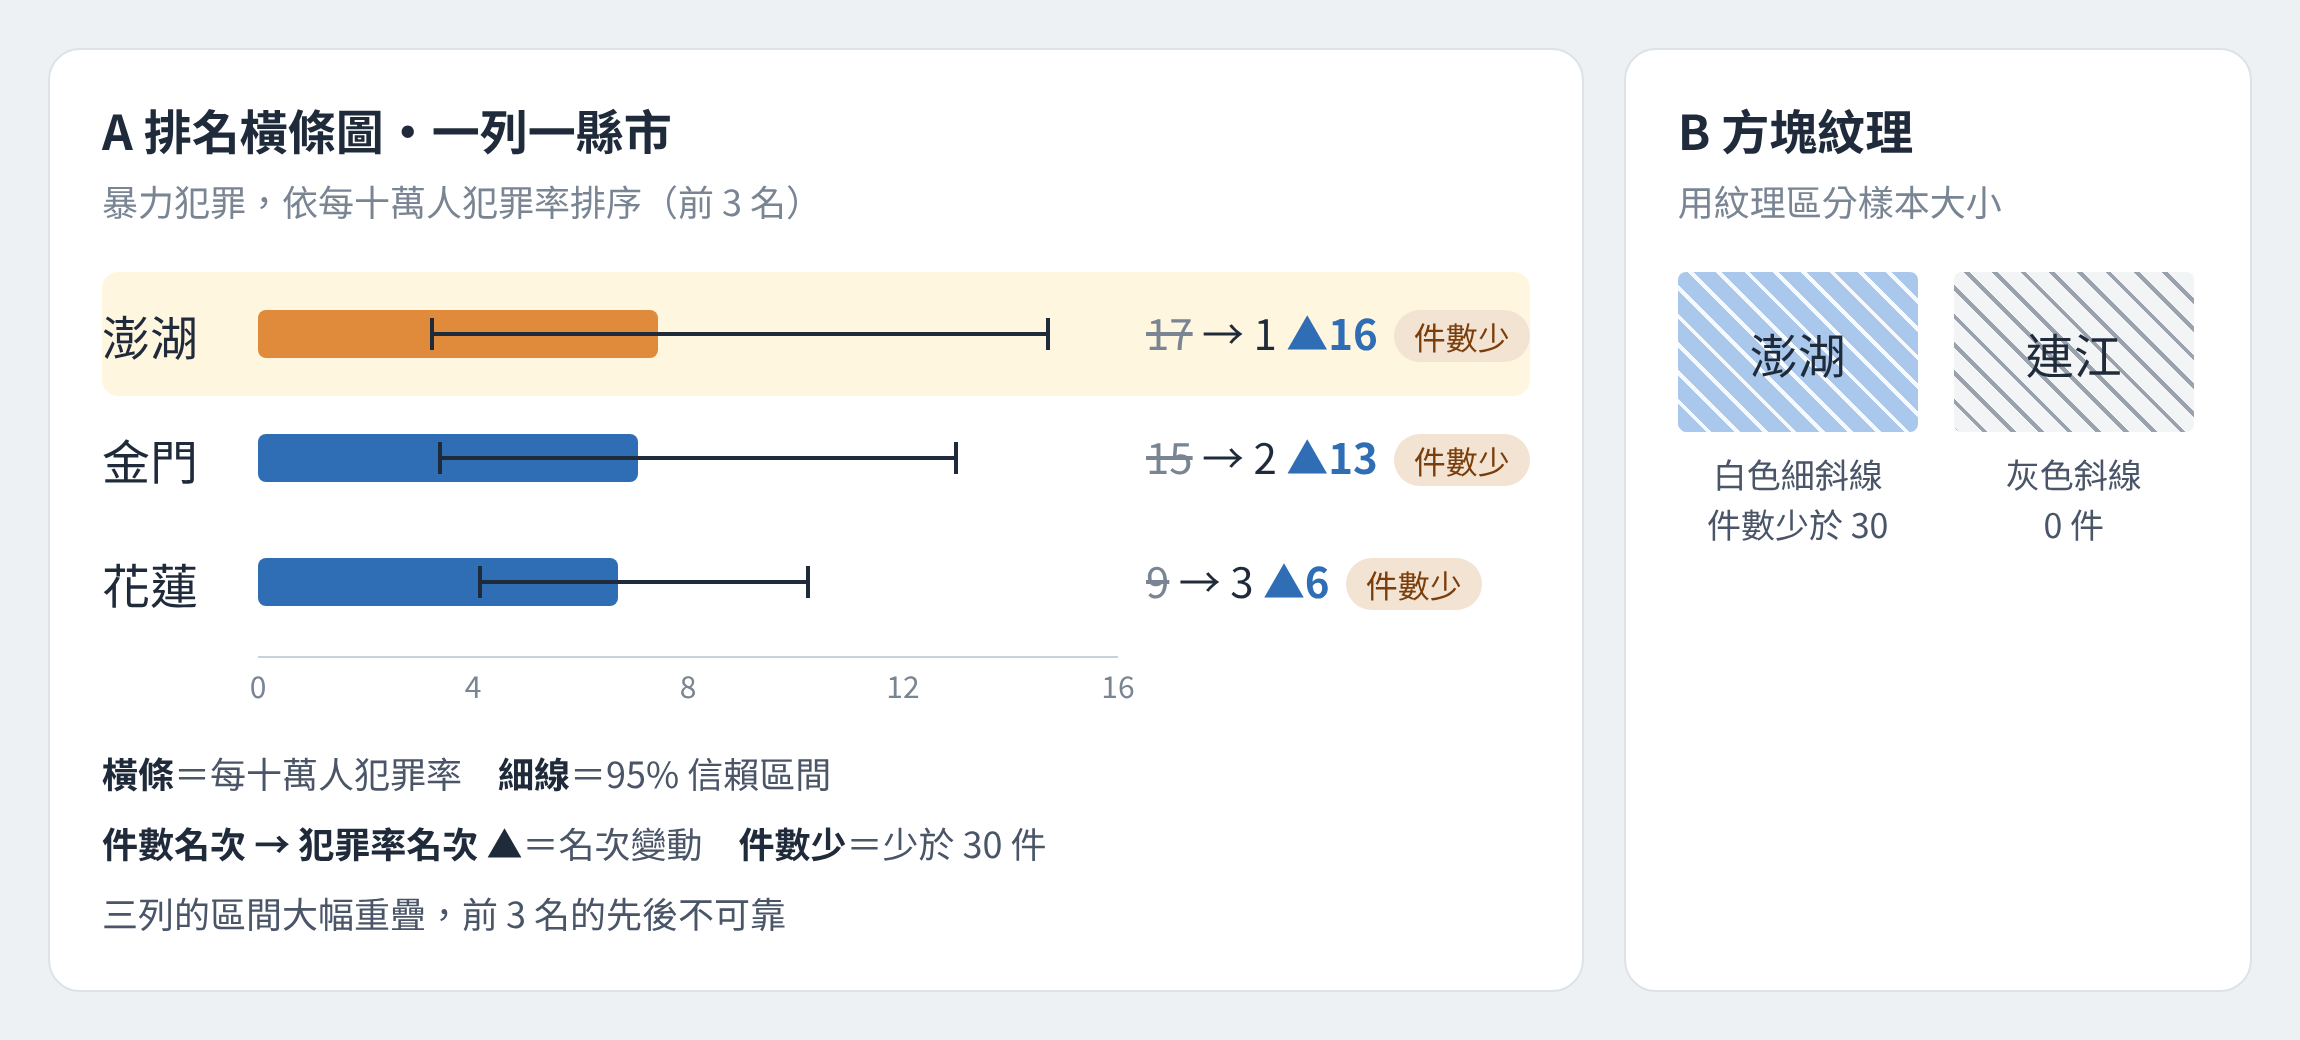 A 排名橫條圖・一列一縣市
暴力犯罪，依每十萬人犯罪率排序（前 3 名）
澎湖
17 → 1 ▲16 件數少
金門
15 → 2 ▲13 件數少
花蓮
9 → 3 ▲6 件數少
0 4 8 12 16
橫條＝每十萬人犯罪率　細線＝95% 信賴區間
件數名次 → 犯罪率名次 ▲＝名次變動　件數少＝少於 30 件
三列的區間大幅重疊，前 3 名的先後不可靠
B 方塊紋理
用紋理區分樣本大小
澎湖
白色細斜線
件數少於 30
連江
灰色斜線
0 件